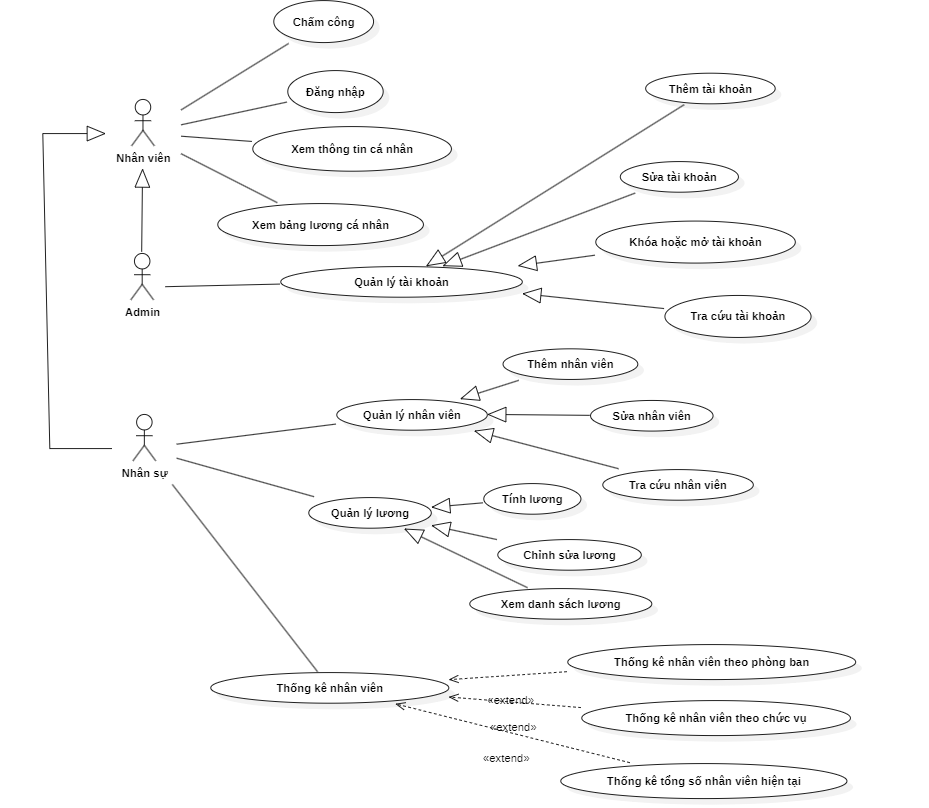 Chấm công
Đăng nhập
Thêm tài khoản
Nhân viên
Xem thông tin cá nhân
Sửa tài khoản
Xem bảng lương cá nhân
Khóa hoặc mở tài khoản
Quản lý tài khoản
Admin
Tra cứu tài khoản
Thêm nhân viên
Quản lý nhân viên
Sửa nhân viên
Nhân sự
Tra cứu nhân viên
Tính lương
Quản lý lương
Chỉnh sửa lương
Xem danh sách lương
Thống kê nhân viên theo phòng ban
Thống kê nhân viên
«extend»
Thống kê nhân viên theo chức vụ
«extend»
«extend»
Thống kê tổng số nhân viên hiện tại